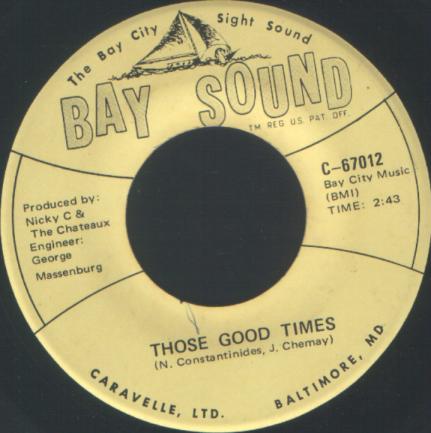 The Bay City Sight Sound
BAY SOUND
TM REG US. PAT. OFF.
C-67012
Bay City Music
(BMI)
TIME: 2:43
Produced by:
Nicky C &
The Chateaux
Engineer:
George
Massenburg
THOSE GOOD TIMES
(N. Constantinides, J. Chemay)
CARAVELLE, LTD. BALTIMORE, MD